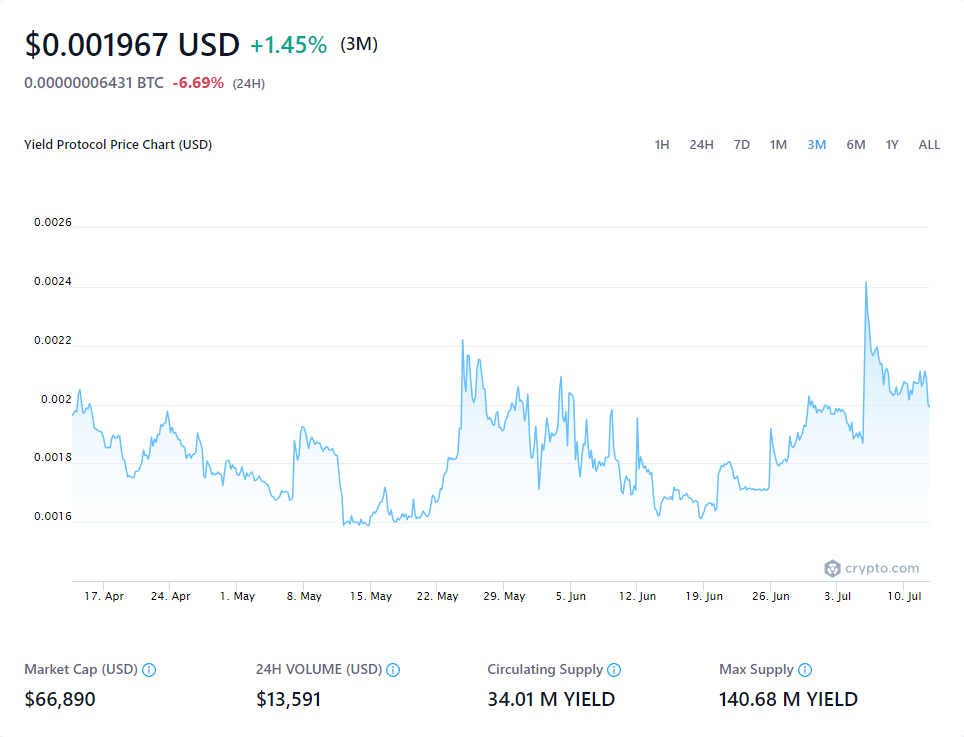 $0.001967 USD +1.45% (3M)
0.00000006431 BTC -6.69% (24H)
Yield Protocol Price Chart (USD) 1H 24H 7D 1M 3M 6M 1Y ALL
0.0026
0.0024
0.0022
0.002
0.0018
0.0016
crypto.com
17. Apr 24. Apr 1. May 8. May 15. May 22. May 29. May 5. Jun 12. Jun 19. Jun 26. Jun 3. Jul 10. Jul
Market Cap (USD) 24H VOLUME (USD) Circulating Supply Max Supply
$66,890 $13,591 34.01 M YIELD 140.68 M YIELD